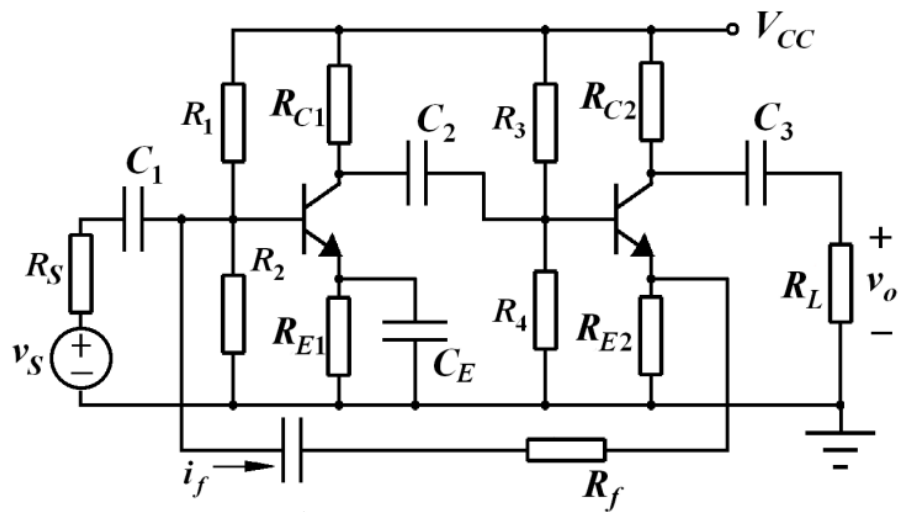 V_CC
R_1
R_C1
C_2
R_3
R_C2
C_3
C_1
R_S
R_2
R_4
R_L
+
v_o
−
v_S
+
−
R_E1
C_E
R_E2
i_f
R_f